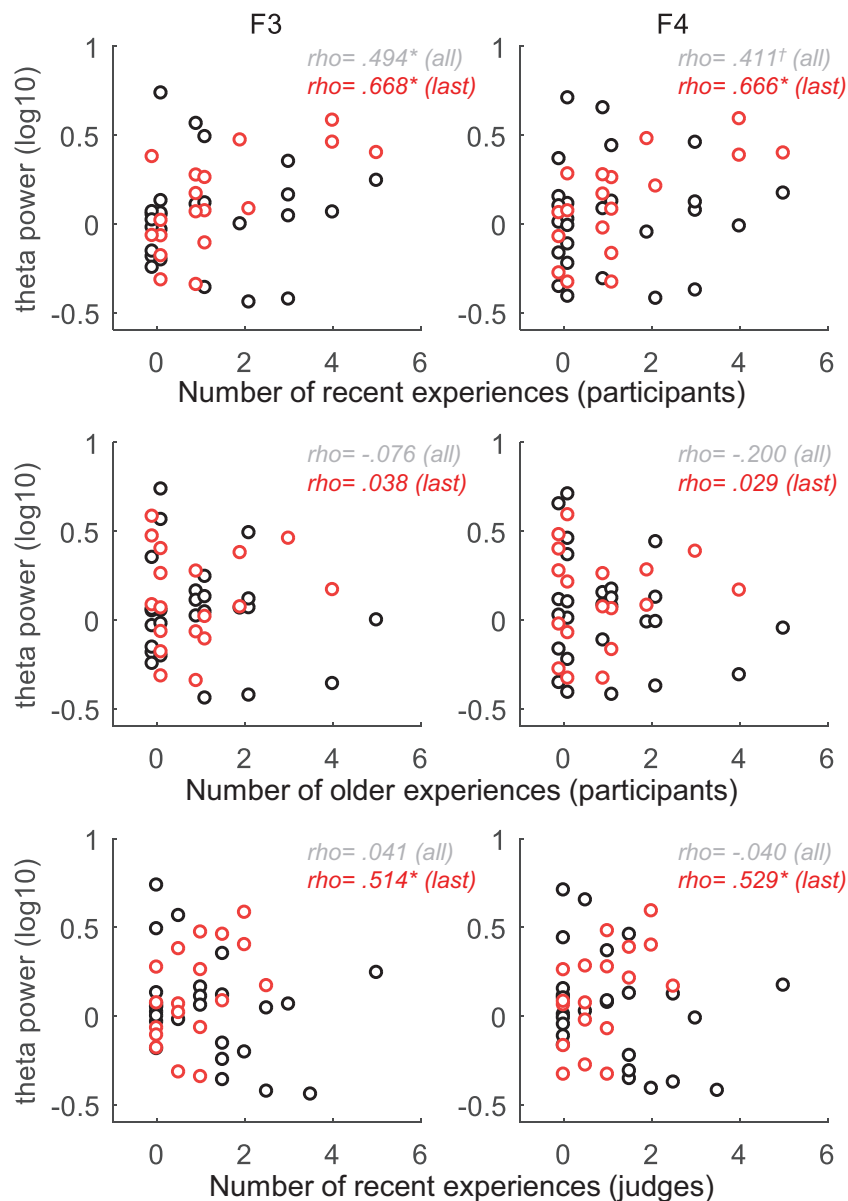 F3 F4
rho= .494* (all) rho= .411† (all)
rho= .668* (last) rho= .666* (last)
theta power (log10)
1 1
0.5 0.5
0 0
-0.5 -0.5
0 2 4 6 0 2 4 6
Number of recent experiences (participants)
rho= -.076 (all) rho= -.200 (all)
rho= .038 (last) rho= .029 (last)
theta power (log10)
1 1
0.5 0.5
0 0
-0.5 -0.5
0 2 4 6 0 2 4 6
Number of older experiences (participants)
rho= .041 (all) rho= -.040 (all)
rho= .514* (last) rho= .529* (last)
theta power (log10)
1 1
0.5 0.5
0 0
-0.5 -0.5
0 2 4 6 0 2 4 6
Number of recent experiences (judges)